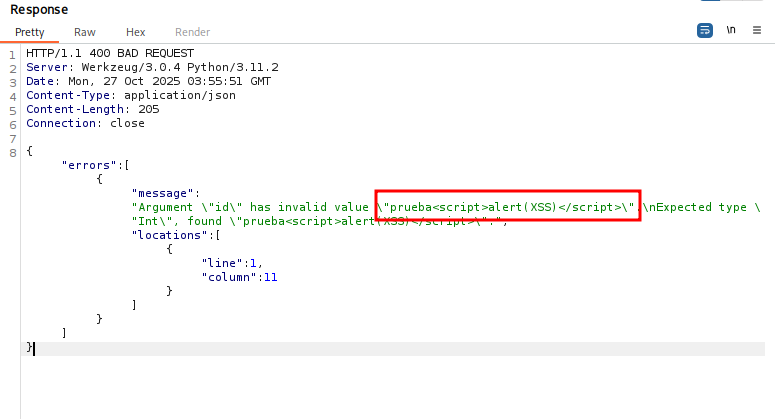 Response
Pretty Raw Hex Render \n
1 HTTP/1.1 400 BAD REQUEST
2 Server: Werkzeug/3.0.4 Python/3.11.2
3 Date: Mon, 27 Oct 2025 03:55:51 GMT
4 Content-Type: application/json
5 Content-Length: 205
6 Connection: close
7
8 {
"errors":[
{
"message":
"Argument \"id\" has invalid value \"prueba<script>alert(XSS)</script>\".\nExpected type \
"Int\", found \"prueba<script>alert(XSS)</script>\".",
"locations":[
{
"line":1,
"column":11
}
]
}
]
}